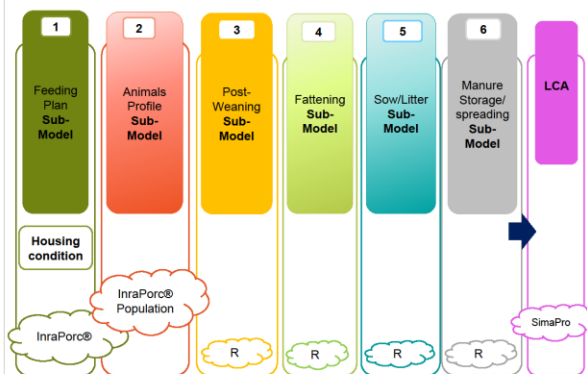 1
Feeding
Plan
Sub-
Model
Housing
condition
InraPorc®
2
Animals
Profile
Sub-
Model
InraPorc®
Population
3
Post-
Weaning
Sub-
Model
R
4
Fattening
Sub-
Model
R
5
Sow/Litter
Sub-
Model
R
6
Manure
Storage/
spreading
Sub-
Model
R
LCA
SimaPro